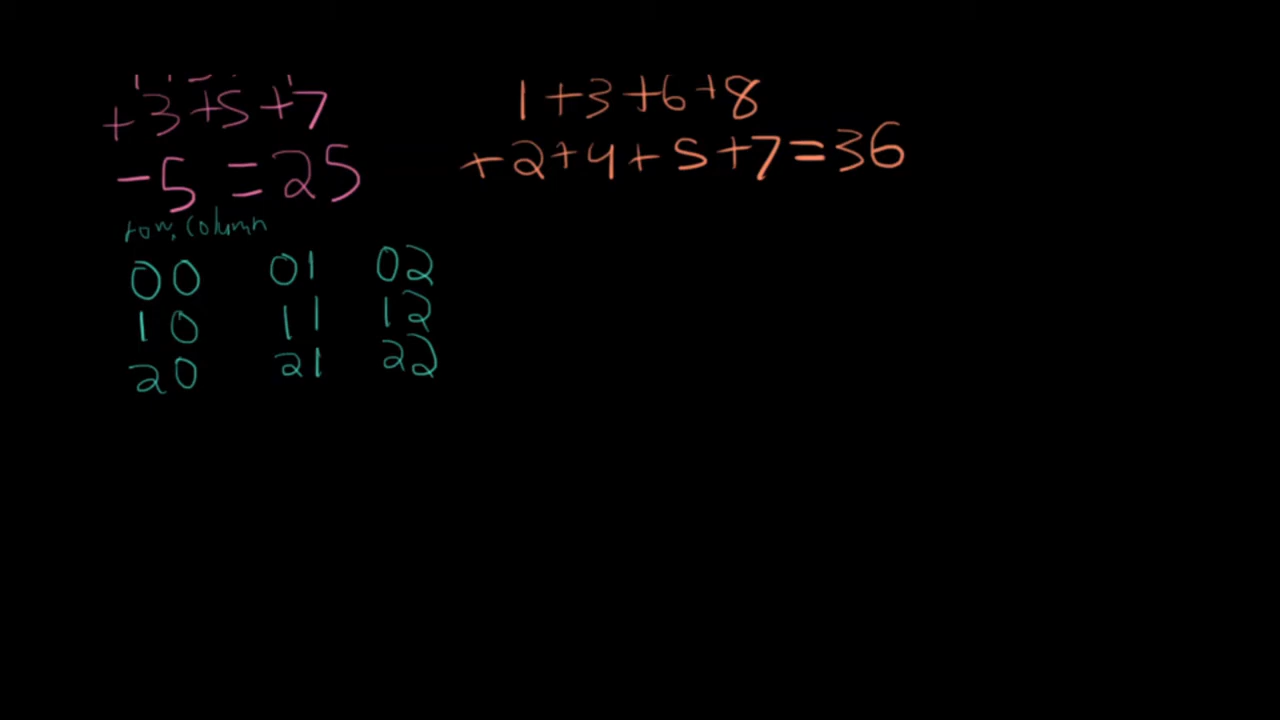 +3+5+7
-5=25
1+3+6+8
+2+4+5+7=36
row, column
00 01 02
10 11 12
20 21 22